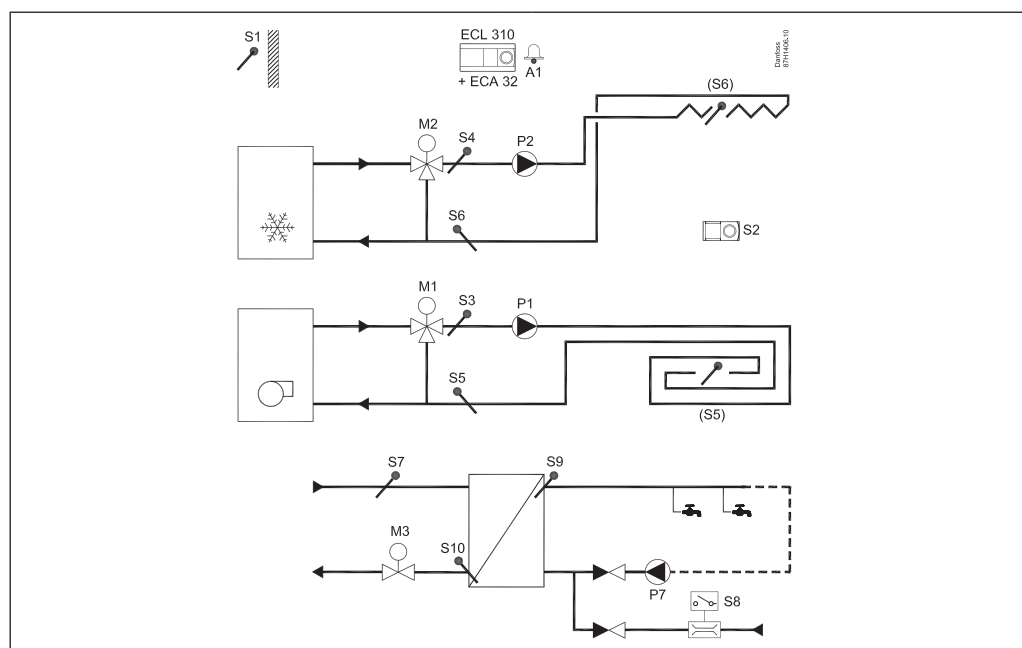 S1
ECL 310
A1
+ ECA 32
Danfoss
87H1406.10
(S6)
M2
S4
P2
S6
S2
M1
S3
P1
S5
(S5)
S7
S9
M3
S10
P7
S8